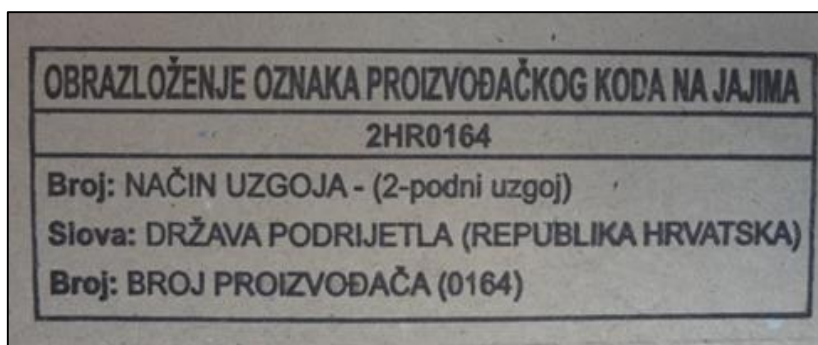 OBRAZLOŽENJE OZNAKA PROIZVOĐAČKOG KODA NA JAJIMA
2HR0164
Broj: NAČIN UZGOJA - (2-podni uzgoj)
Slova: DRŽAVA PODRIJETLA (REPUBLIKA HRVATSKA)
Broj: BROJ PROIZVOĐAČA (0164)